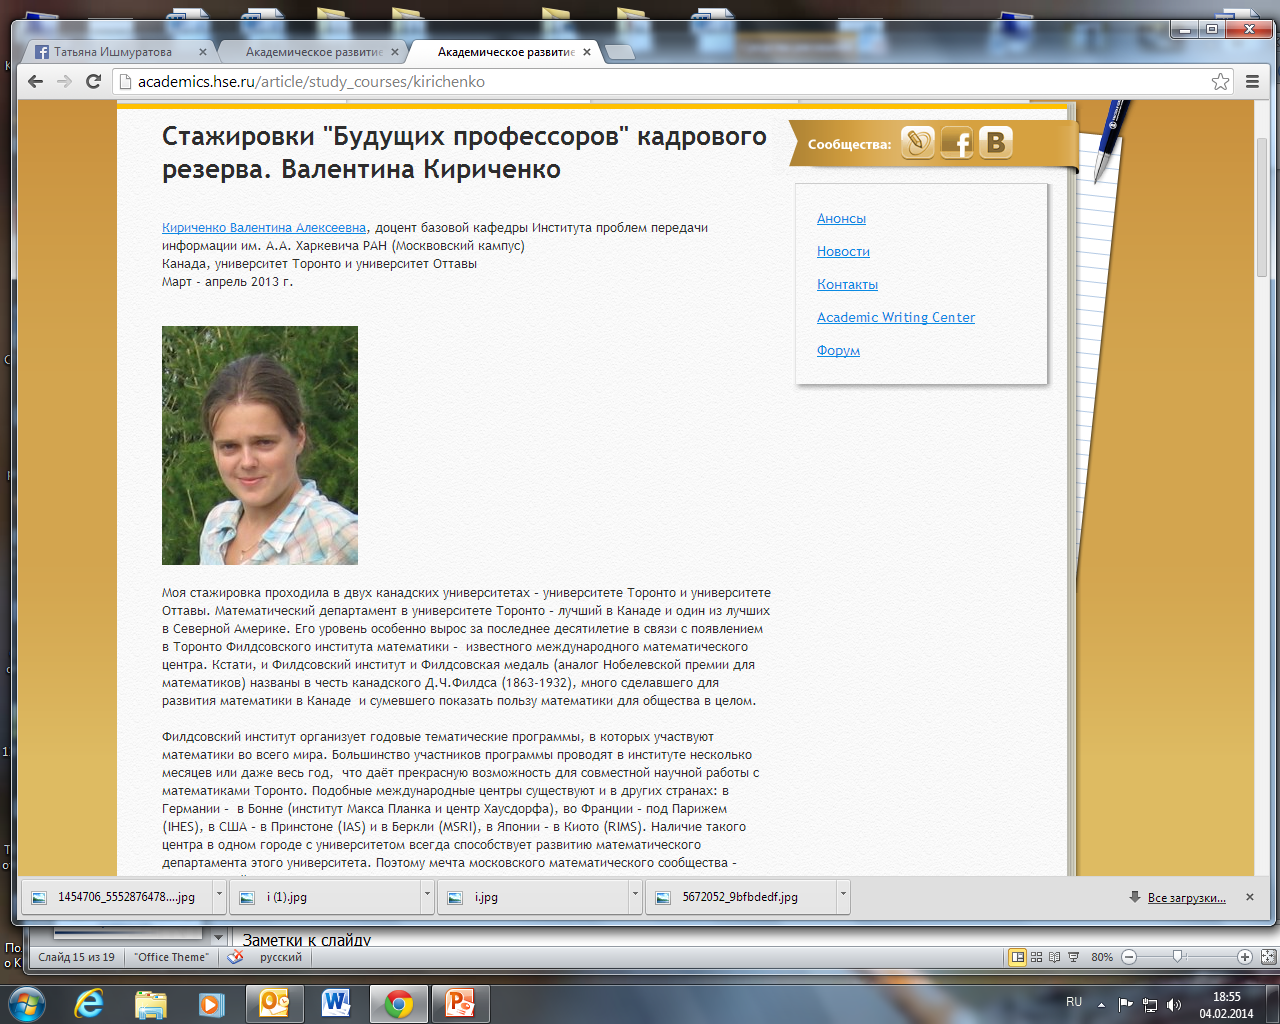 Татьяна Ишмуратова
Академическое развитие
Академическое развитие
academics.hse.ru/article/study_courses/kirichenko
Стажировки "Будущих профессоров" кадрового
резерва. Валентина Кириченко
Сообщества:
Кириченко Валентина Алексеевна, доцент базовой кафедры Института проблем передачи
информации им. А.А. Харкевича РАН (Москвовский кампус)
Канада, университет Торонто и университет Оттавы
Март - апрель 2013 г.
Анонсы
Новости
Контакты
Academic Writing Center
Форум
Моя стажировка проходила в двух канадских университетах - университете Торонто и университете
Оттавы. Математический департамент в университете Торонто - лучший в Канаде и один из лучших
в Северной Америке. Его уровень особенно вырос за последнее десятилетие в связи с появлением
в Торонто Филдсовского института математики -  известного международного математического
центра. Кстати, и Филдсовский институт и Филдсовская медаль (аналог Нобелевской премии для
математиков) названы в честь канадского Д.Ч.Филдса (1863-1932), много сделавшего для
развития математики в Канаде  и сумевшего показать пользу математики для общества в целом.
Филдсовский институт организует годовые тематические программы, в которых участвуют
математики во всего мира. Большинство участников программы проводят в институте несколько
месяцев или даже весь год,  что даёт прекрасную возможность для совместной научной работы с
математиками Торонто. Подобные международные центры существуют и в других странах: в
Германии -  в Бонне (институт Макса Планка и центр Хаусдорфа), во Франции - под Парижем
(IHES), в США - в Принстоне (IAS) и в Беркли (MSRI), в Японии - в Киото (RIMS). Наличие такого
центра в одном городе с университетом всегда способствует развитию математического
департамента этого университета. Поэтому мечта московского математического сообщества -
1454706_5552876478....jpg
i (1).jpg
i.jpg
5672052_9bfbdedf.jpg
Все загрузки...
Заметки к слайду
Слайд 15 из 19
"Office Theme"
русский
80%
RU
18:55
04.02.2014